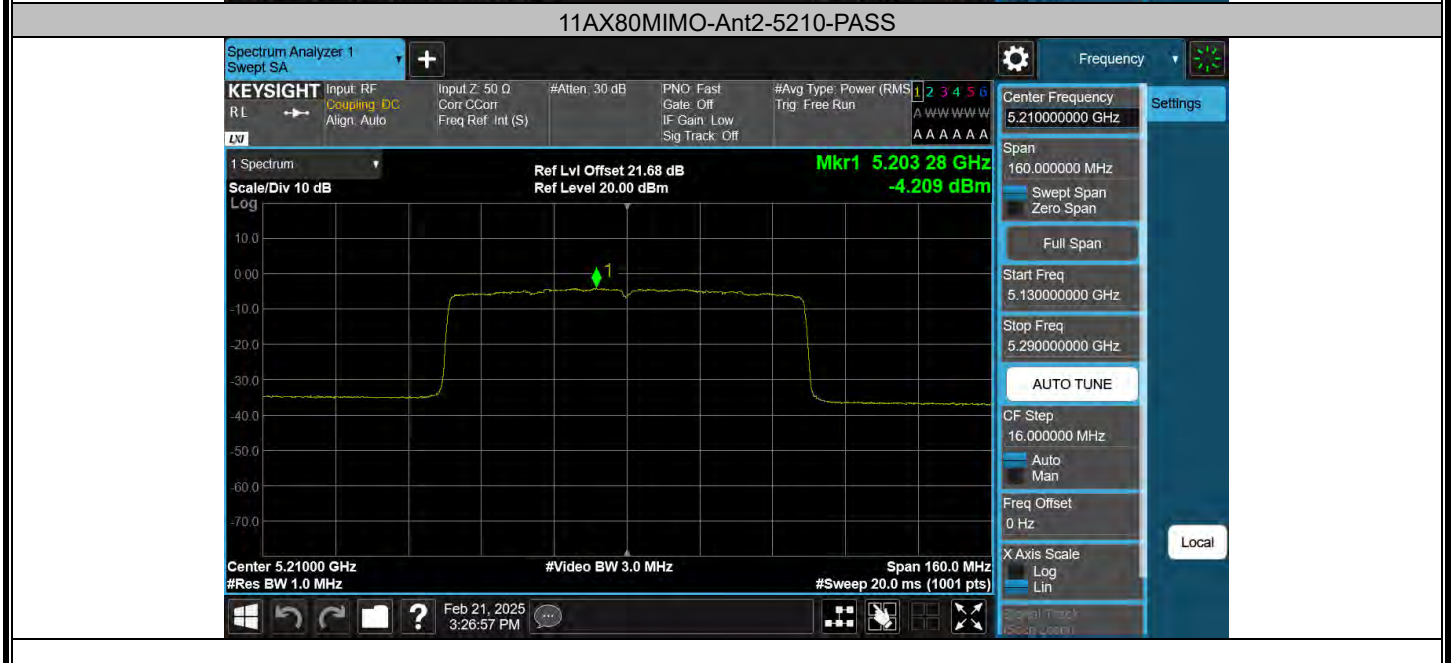 11AX80MIMO-Ant2-5210-PASS
Spectrum Analyzer 1
Swept SA
+
Frequency
KEYSIGHT
RL
LXI
Input: RF
Coupling: DC
Align: Auto
Input Z: 50 Ω
Corr CCorr
Freq Ref: Int (S)
#Atten: 30 dB
PNO: Fast
Gate: Off
IF Gain: Low
Sig Track: Off
#Avg Type: Power (RMS
Trig: Free Run
1 2 3 4 5 6
A W W W W W
A A A A A A
1 Spectrum
Scale/Div 10 dB
Log
Ref Lvl Offset 21.68 dB
Ref Level 20.00 dBm
Mkr1 5.203 28 GHz
-4.209 dBm
10.0
0.00
-10.0
-20.0
-30.0
-40.0
-50.0
-60.0
-70.0
1
Center 5.21000 GHz
#Res BW 1.0 MHz
#Video BW 3.0 MHz
Span 160.0 MHz
#Sweep 20.0 ms (1001 pts)
?
Feb 21, 2025
3:26:57 PM
Center Frequency
5.210000000 GHz
Span
160.000000 MHz
Swept Span
Zero Span
Full Span
Start Freq
5.130000000 GHz
Stop Freq
5.290000000 GHz
AUTO TUNE
CF Step
16.000000 MHz
Auto
Man
Freq Offset
0 Hz
X Axis Scale
Log
Lin
Signal Track
Settings
Local